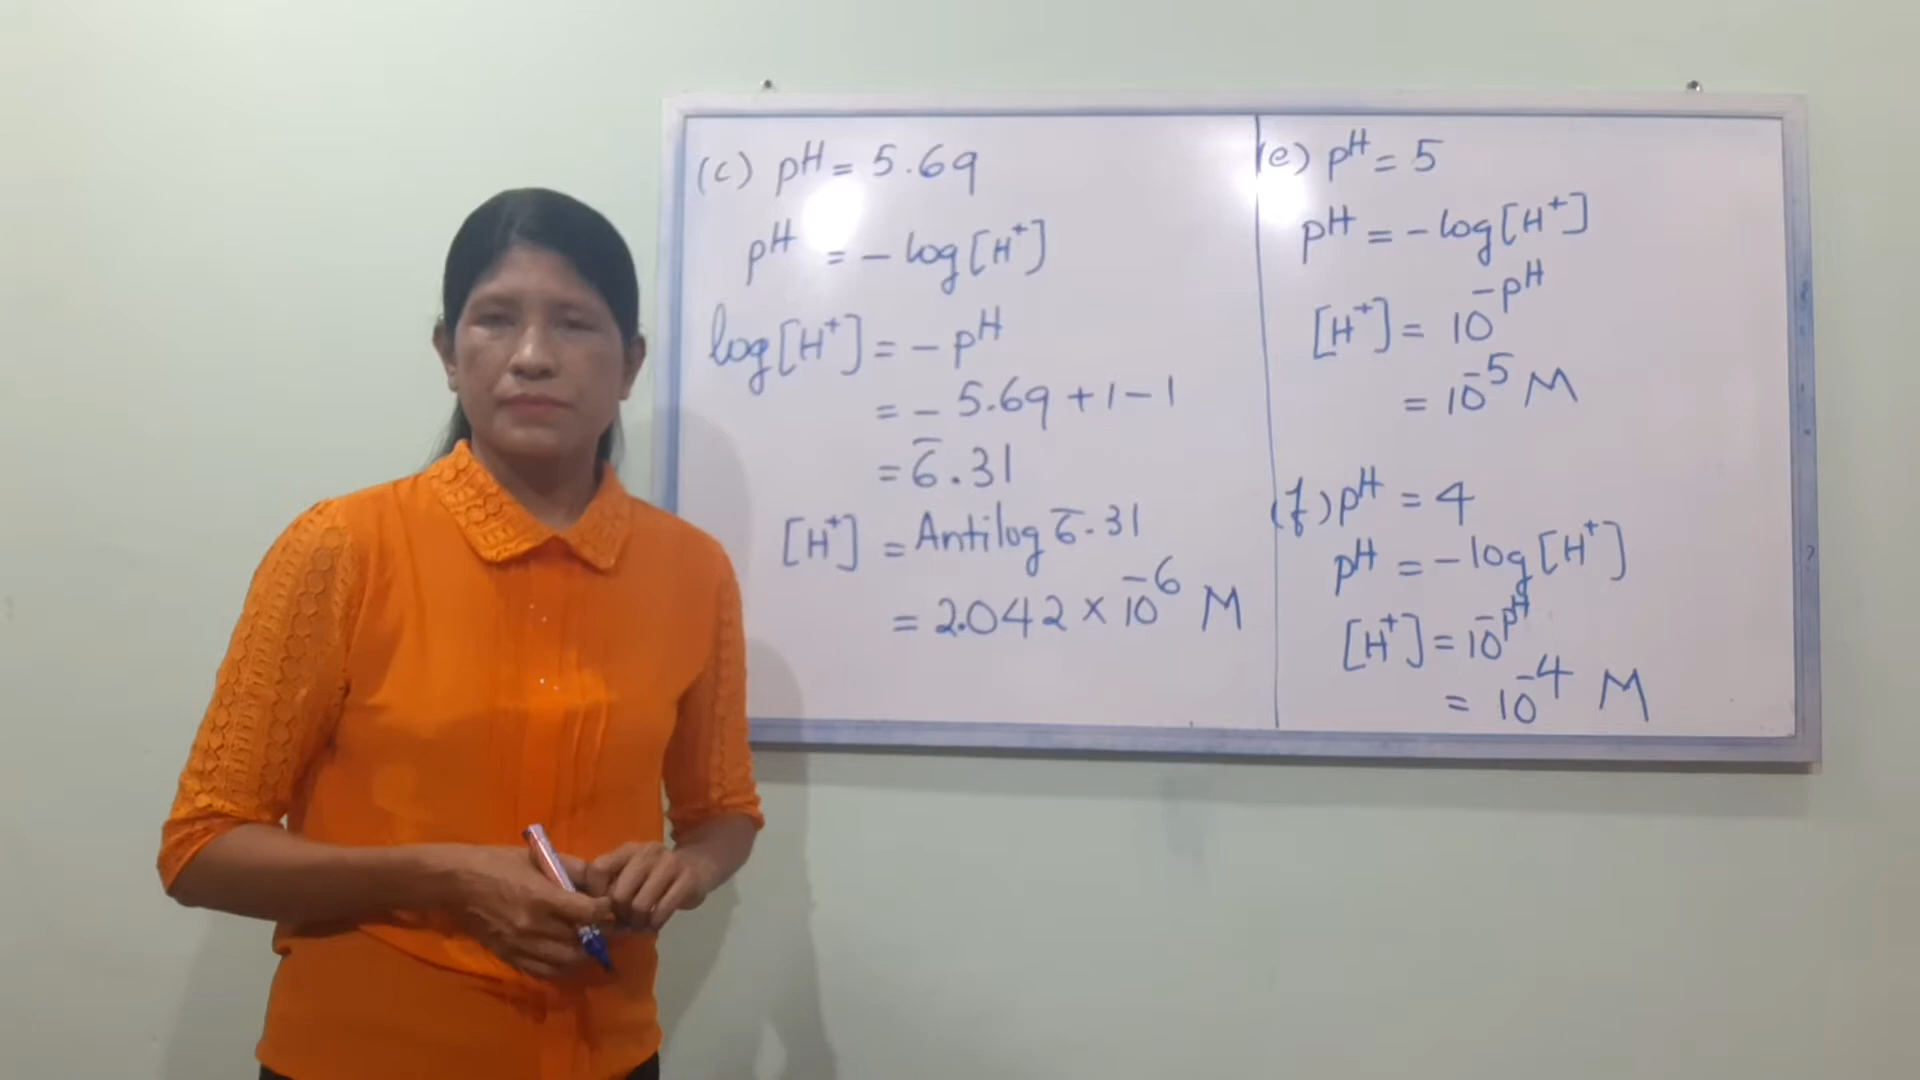 (c) pH = 5.69
pH = - log[H⁺]
log[H⁺] = - pH
= - 5.69 + 1 - 1
= 6̅.31
[H⁺] = Antilog 6̅.31
= 2.042 × 10⁻⁶ M
(e) pH = 5
pH = - log[H⁺]
[H⁺] = 10⁻ᵖᴴ
= 10⁻⁵ M
(f) pH = 4
pH = - log[H⁺]
[H⁺] = 10⁻ᵖᴴ
= 10⁻⁴ M